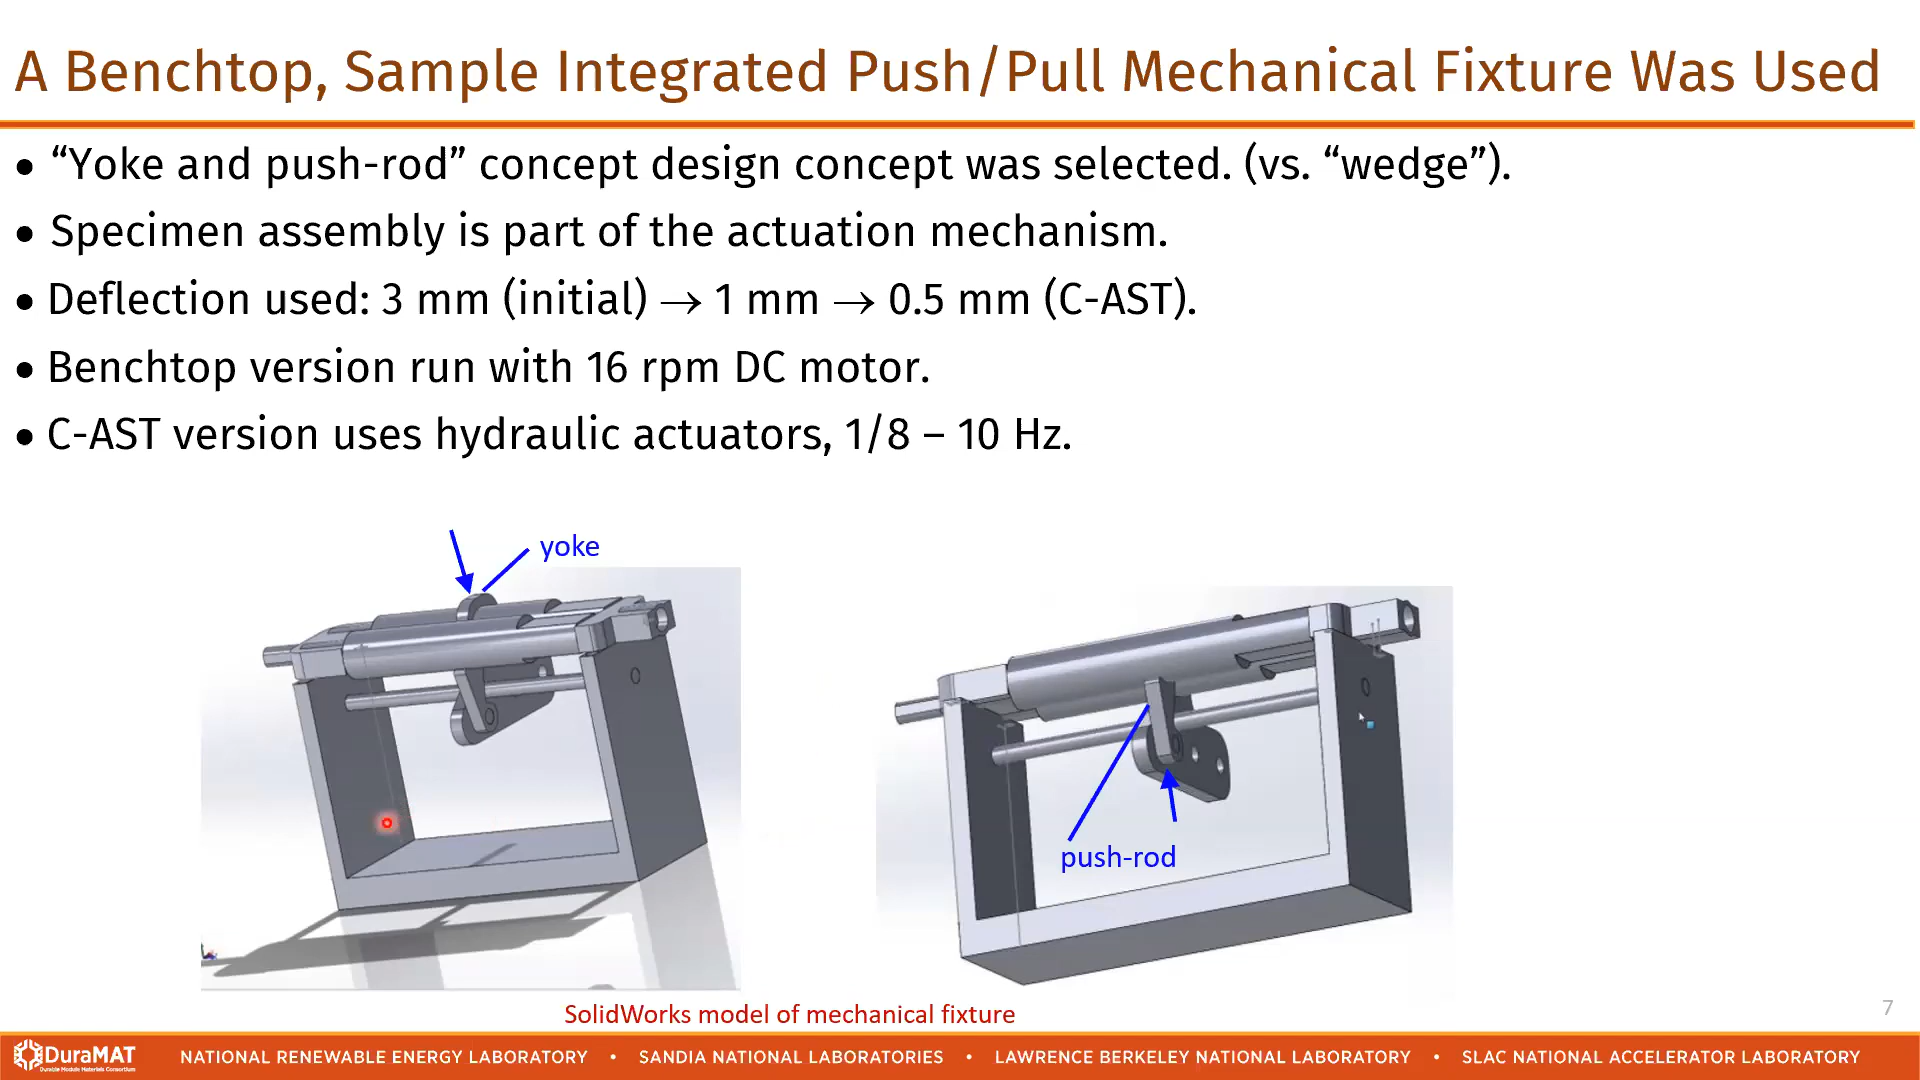 A Benchtop, Sample Integrated Push/Pull Mechanical Fixture Was Used
• “Yoke and push-rod” concept design concept was selected. (vs. “wedge”).
• Specimen assembly is part of the actuation mechanism.
• Deflection used: 3 mm (initial) → 1 mm → 0.5 mm (C-AST).
• Benchtop version run with 16 rpm DC motor.
• C-AST version uses hydraulic actuators, 1/8 – 10 Hz.
yoke
push-rod
SolidWorks model of mechanical fixture
7
DuraMAT
Durable Module Materials Consortium
NATIONAL RENEWABLE ENERGY LABORATORY • SANDIA NATIONAL LABORATORIES • LAWRENCE BERKELEY NATIONAL LABORATORY • SLAC NATIONAL ACCELERATOR LABORATORY